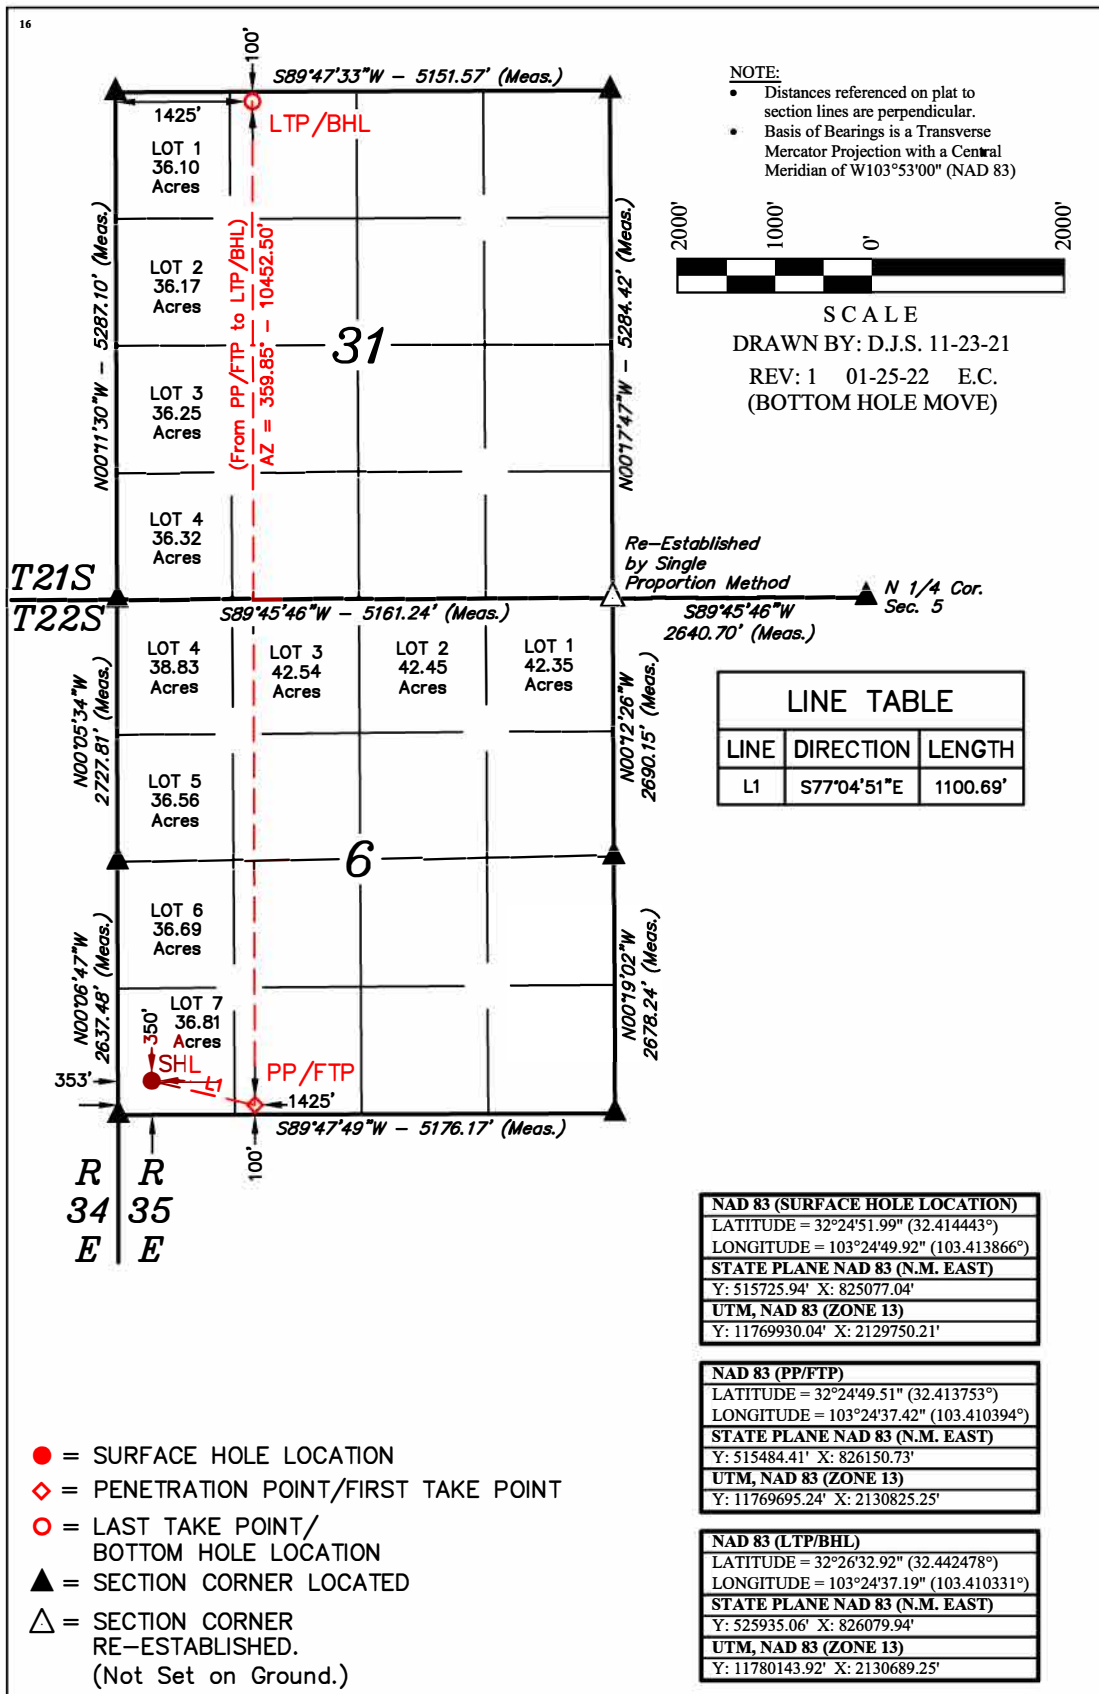 16
100'
S89°47'33"W - 5151.57' (Meas.)
1425'
LTP/BHL
LOT 1
36.10
Acres
LOT 2
36.17
Acres
LOT 3
36.25
Acres
LOT 4
36.32
Acres
N00°11'30"W - 5287.10' (Meas.)
(From PP/FTP to LTP/BHL)
AZ = 359.85° - 10452.50'
31
N00°17'47"W - 5284.42' (Meas.)
NOTE:
• Distances referenced on plat to
section lines are perpendicular.
• Basis of Bearings is a Transverse
Mercator Projection with a Central
Meridian of W103°53'00" (NAD 83)
2000'
1000'
0'
2000'
SCALE
DRAWN BY: D.J.S. 11-23-21
REV: 1 01-25-22 E.C.
(BOTTOM HOLE MOVE)
Re-Established
by Single
Proportion Method
T21S
T22S
S89°45'46"W - 5161.24' (Meas.)
S89°45'46"W
2640.70' (Meas.)
N 1/4 Cor.
Sec. 5
LOT 4
38.83
Acres
LOT 3
42.54
Acres
LOT 2
42.45
Acres
LOT 1
42.35
Acres
N00°05'34"W
2727.81' (Meas.)
N00°12'26"W
2690.15' (Meas.)
LOT 5
36.56
Acres
6
LOT 6
36.69
Acres
N00°06'47"W
2637.48' (Meas.)
N00°19'02"W
2678.24' (Meas.)
LOT 7
36.81
Acres
350'
SHL
353'
L1
PP/FTP
1425'
S89°47'49"W - 5176.17' (Meas.)
100'
R R
34 35
E E
LINE TABLE
LINE DIRECTION LENGTH
L1 S77°04'51"E 1100.69'
NAD 83 (SURFACE HOLE LOCATION)
LATITUDE = 32°24'51.99" (32.414443°)
LONGITUDE = 103°24'49.92" (103.413866°)
STATE PLANE NAD 83 (N.M. EAST)
Y: 515725.94' X: 825077.04'
UTM, NAD 83 (ZONE 13)
Y: 11769930.04' X: 2129750.21'
NAD 83 (PP/FTP)
LATITUDE = 32°24'49.51" (32.413753°)
LONGITUDE = 103°24'37.42" (103.410394°)
STATE PLANE NAD 83 (N.M. EAST)
Y: 515484.41' X: 826150.73'
UTM, NAD 83 (ZONE 13)
Y: 11769695.24' X: 2130825.25'
NAD 83 (LTP/BHL)
LATITUDE = 32°26'32.92" (32.442478°)
LONGITUDE = 103°24'37.19" (103.410331°)
STATE PLANE NAD 83 (N.M. EAST)
Y: 525935.06' X: 826079.94'
UTM, NAD 83 (ZONE 13)
Y: 11780143.92' X: 2130689.25'
= SURFACE HOLE LOCATION
= PENETRATION POINT/FIRST TAKE POINT
= LAST TAKE POINT/
BOTTOM HOLE LOCATION
= SECTION CORNER LOCATED
= SECTION CORNER
RE-ESTABLISHED.
(Not Set on Ground.)